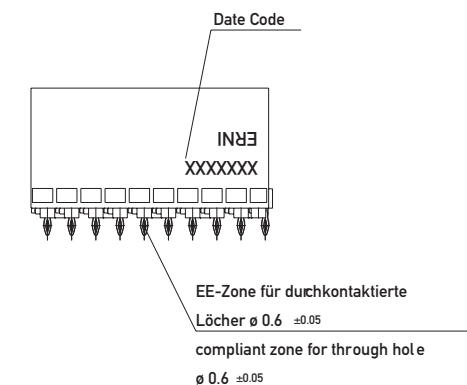 Date Code
ERNI
XXXXXXX
EE-Zone für durchkontaktierte
Löcher ø 0.6 ±0.05
compliant zone for through hole
ø 0.6 ±0.05